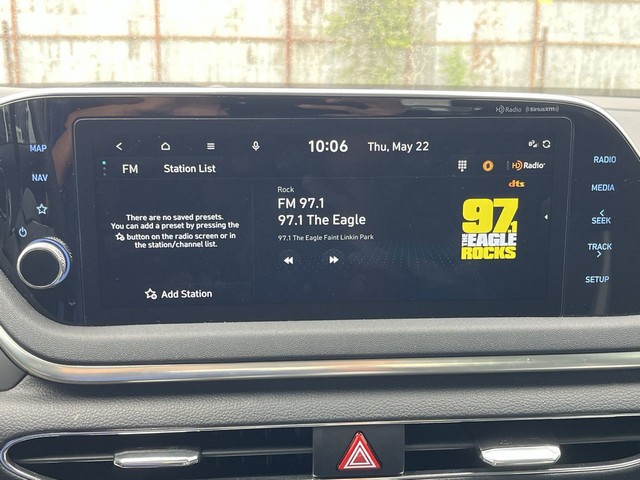 HD Radio (SiriusXM)
MAP
NAV
10:06 Thu, May 22
FM Station List
HD Radio
dts
There are no saved presets.
You can add a preset by pressing the
button on the radio screen or in
the station/channel list.
Add Station
Rock
FM 97.1
97.1 The Eagle
97.1 The Eagle Faint Linkin Park
97.1
THE EAGLE
ROCKS
RADIO
MEDIA
SEEK
TRACK
SETUP